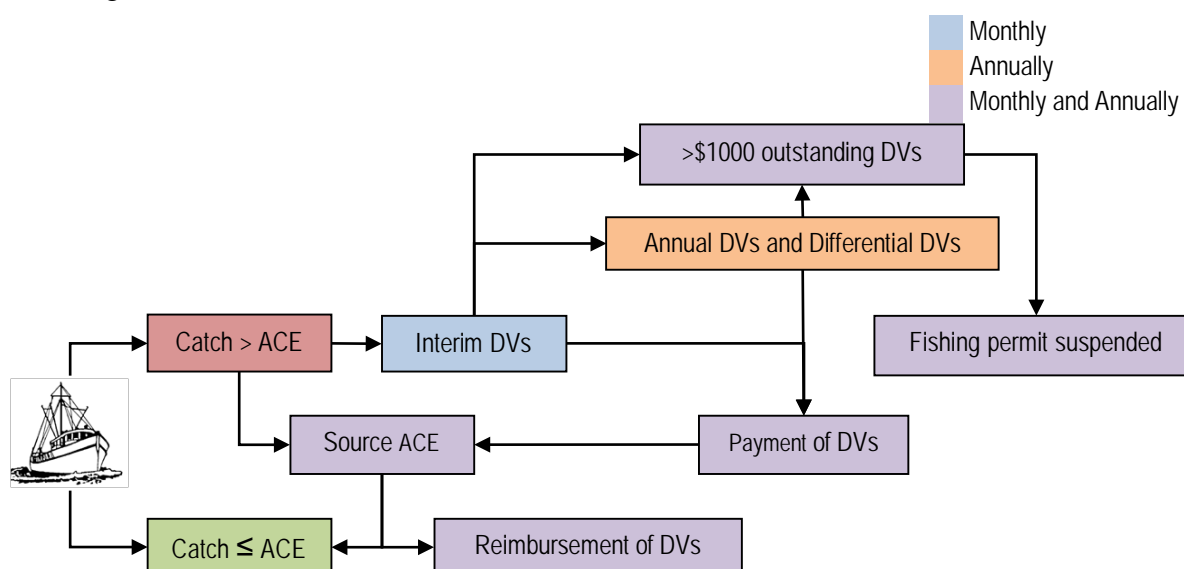 Monthly
Annually
Monthly and Annually
>$1000 outstanding DVs
Annual DVs and Differential DVs
Catch > ACE
Interim DVs
Fishing permit suspended
Source ACE
Payment of DVs
Catch ≤ ACE
Reimbursement of DVs